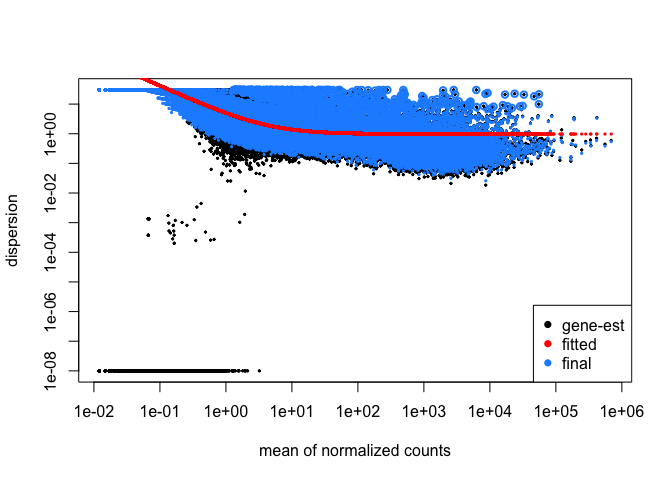 dispersion
1e+00
1e-02
1e-04
1e-06
1e-08
gene-est
fitted
final
1e-02 1e-01 1e+00 1e+01 1e+02 1e+03 1e+04 1e+05 1e+06
mean of normalized counts